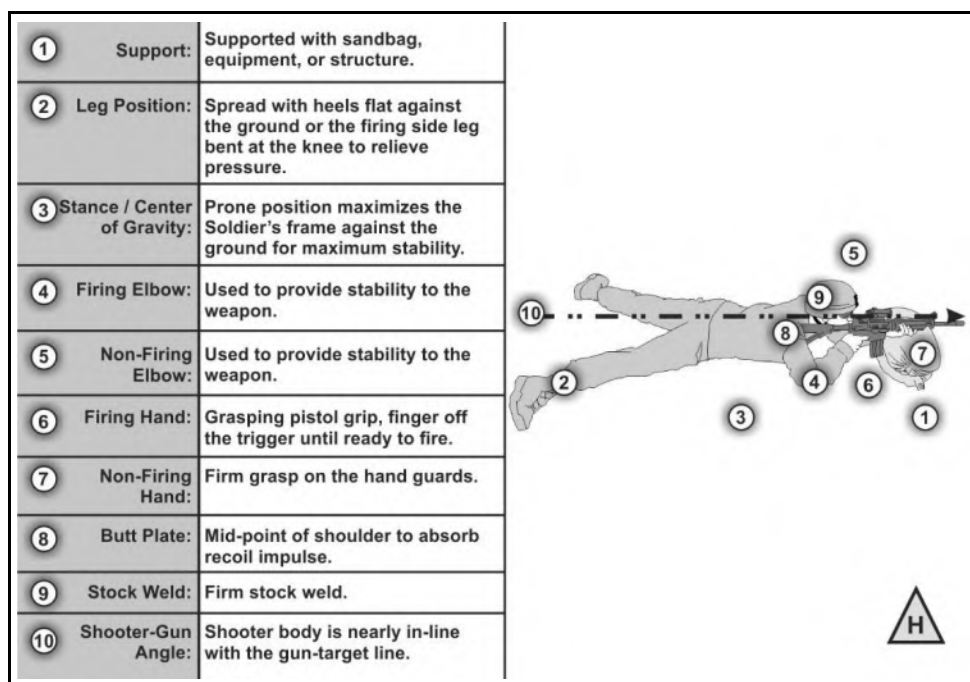 1 Support: Supported with sandbag,
equipment, or structure.
2 Leg Position: Spread with heels flat against
the ground or the firing side leg
bent at the knee to relieve
pressure.
3 Stance / Center
of Gravity: Prone position maximizes the
Soldier's frame against the
ground for maximum stability.
4 Firing Elbow: Used to provide stability to the
weapon.
5 Non-Firing
Elbow: Used to provide stability to the
weapon.
6 Firing Hand: Grasping pistol grip, finger off
the trigger until ready to fire.
7 Non-Firing
Hand: Firm grasp on the hand guards.
8 Butt Plate: Mid-point of shoulder to absorb
recoil impulse.
9 Stock Weld: Firm stock weld.
10 Shooter-Gun
Angle: Shooter body is nearly in-line
with the gun-target line.
5
9
10
8
7
2
4
6
3
1
H